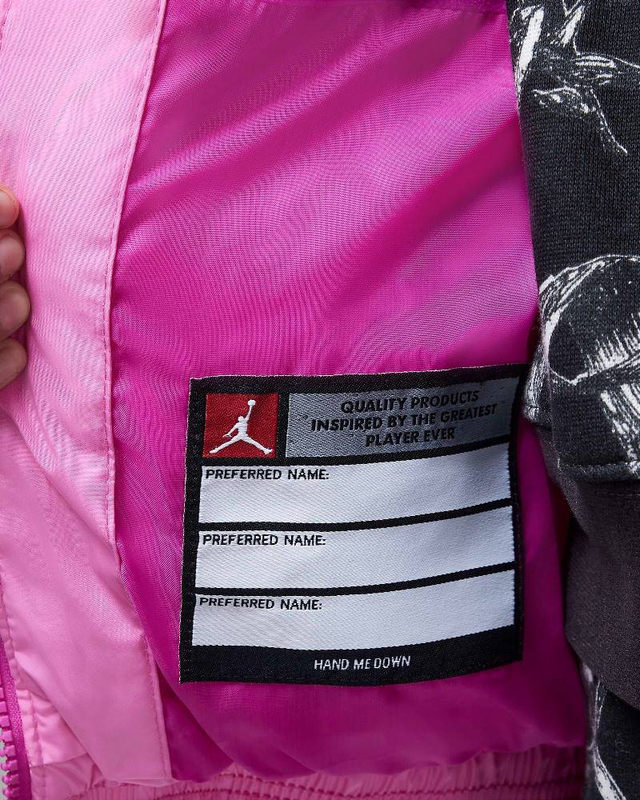 QUALITY PRODUCTS
INSPIRED BY THE GREATEST
PLAYER EVER
PREFERRED NAME:
PREFERRED NAME:
PREFERRED NAME:
HAND ME DOWN